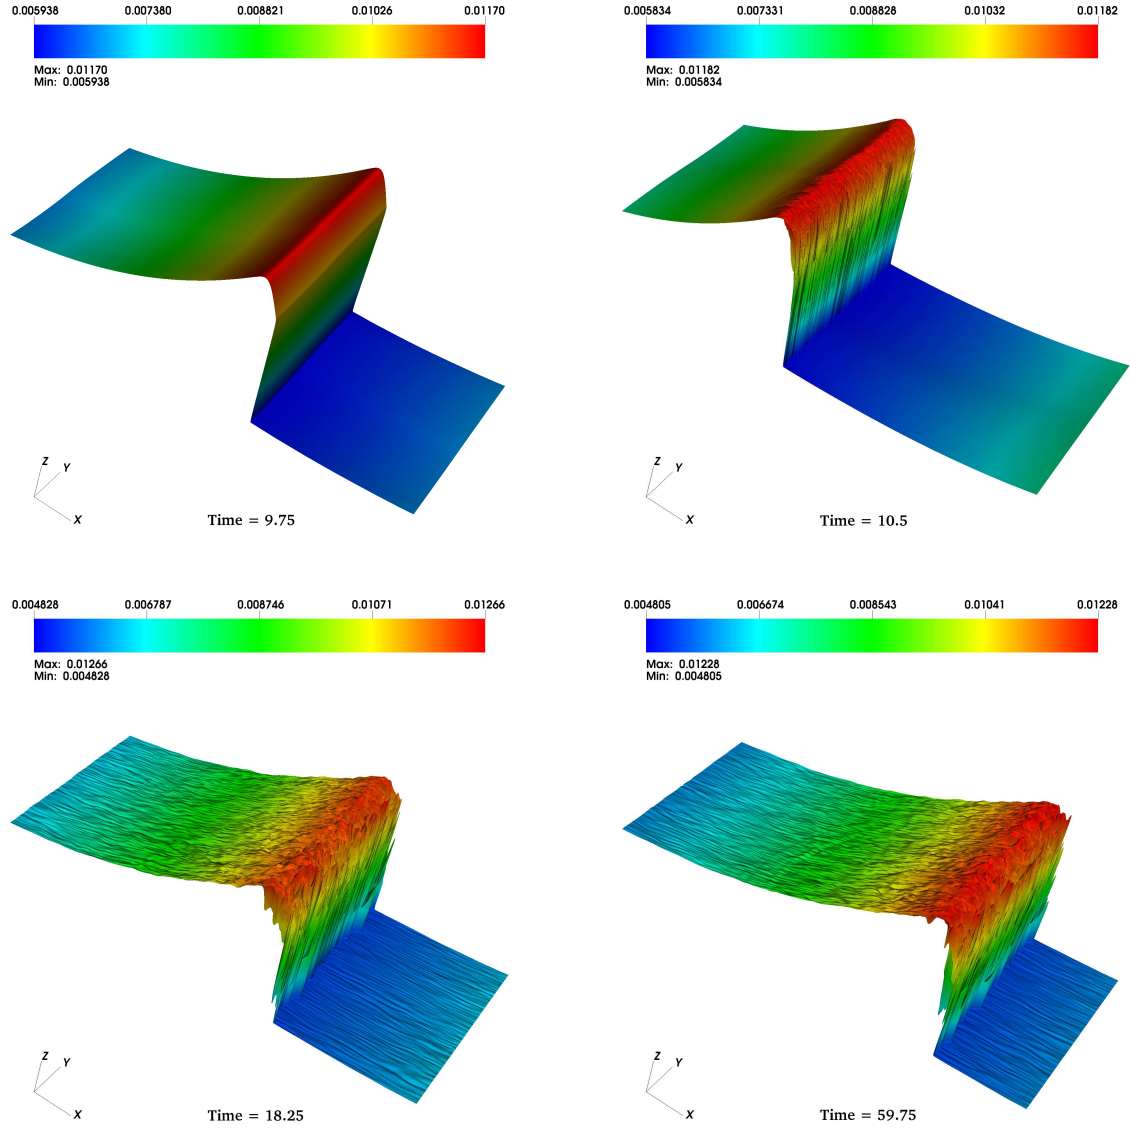 0.005938 0.007380 0.008821 0.01026 0.01170
Max: 0.01170
Min: 0.005938
Z
Y
X
Time = 9.75
0.005834 0.007331 0.008828 0.01032 0.01182
Max: 0.01182
Min: 0.005834
Z
Y
X
Time = 10.5
0.004828 0.006787 0.008746 0.01071 0.01266
Max: 0.01266
Min: 0.004828
Z
Y
X
Time = 18.25
0.004805 0.006674 0.008543 0.01041 0.01228
Max: 0.01228
Min: 0.004805
Z
Y
X
Time = 59.75